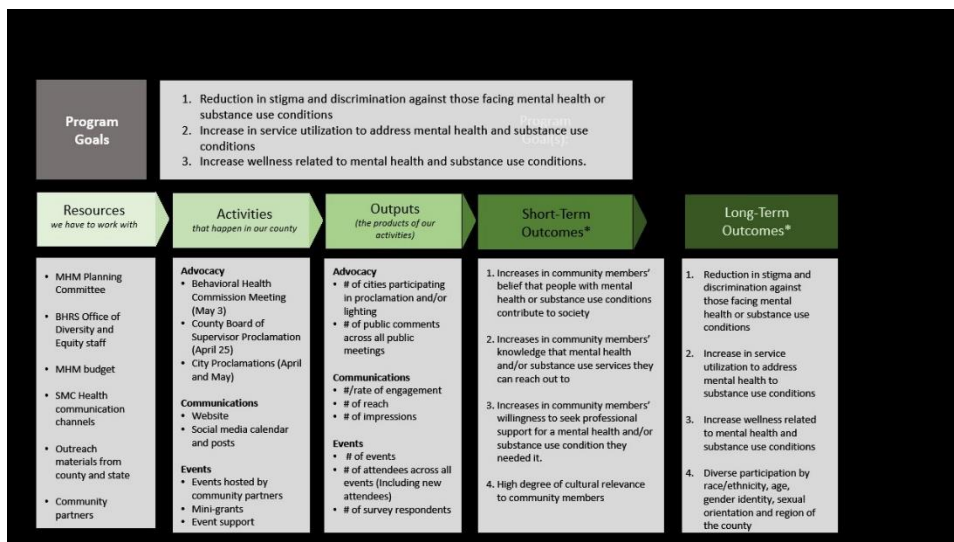 Program
Goals
1. Reduction in stigma and discrimination against those facing mental health or
substance use conditions
2. Increase in service utilization to address mental health and substance use
conditions
3. Increase wellness related to mental health and substance use conditions.
Program
Goal(s):
Resources
we have to work with
Activities
that happen in our county
Outputs
(the products of our
activities)
Short-Term
Outcomes*
Long-Term
Outcomes*
• MHM Planning
Committee
• BHRS Office of
Diversity and
Equity staff
• MHM budget
• SMC Health
communication
channels
• Outreach
materials from
county and state
• Community
partners
Advocacy
• Behavioral Health
Commission Meeting
(May 3)
• County Board of
Supervisor Proclamation
(April 25)
• City Proclamations (April
and May)
Communications
• Website
• Social media calendar
and posts
Events
• Events hosted by
community partners
• Mini-grants
• Event support
Advocacy
• # of cities participating
in proclamation and/or
lighting
• # of public comments
across all public
meetings
Communications
• #/rate of engagement
• # of reach
• # of impressions
Events
• # of events
• # of attendees across all
events (Including new
attendees)
• # of survey respondents
1. Increases in community members’
belief that people with mental
health or substance use conditions
contribute to society
2. Increases in community members’
knowledge that mental health
and/or substance use services they
can reach out to
3. Increases in community members’
willingness to seek professional
support for a mental health and/or
substance use condition they
needed it.
4. High degree of cultural relevance
to community members
1. Reduction in stigma and
discrimination against
those facing mental
health or substance use
conditions
2. Increase in service
utilization to address
mental health to
substance use
conditions
3. Increase wellness related
to mental health and
substance use conditions
4. Diverse participation by
race/ethnicity, age,
gender identity, sexual
orientation and region of
the county